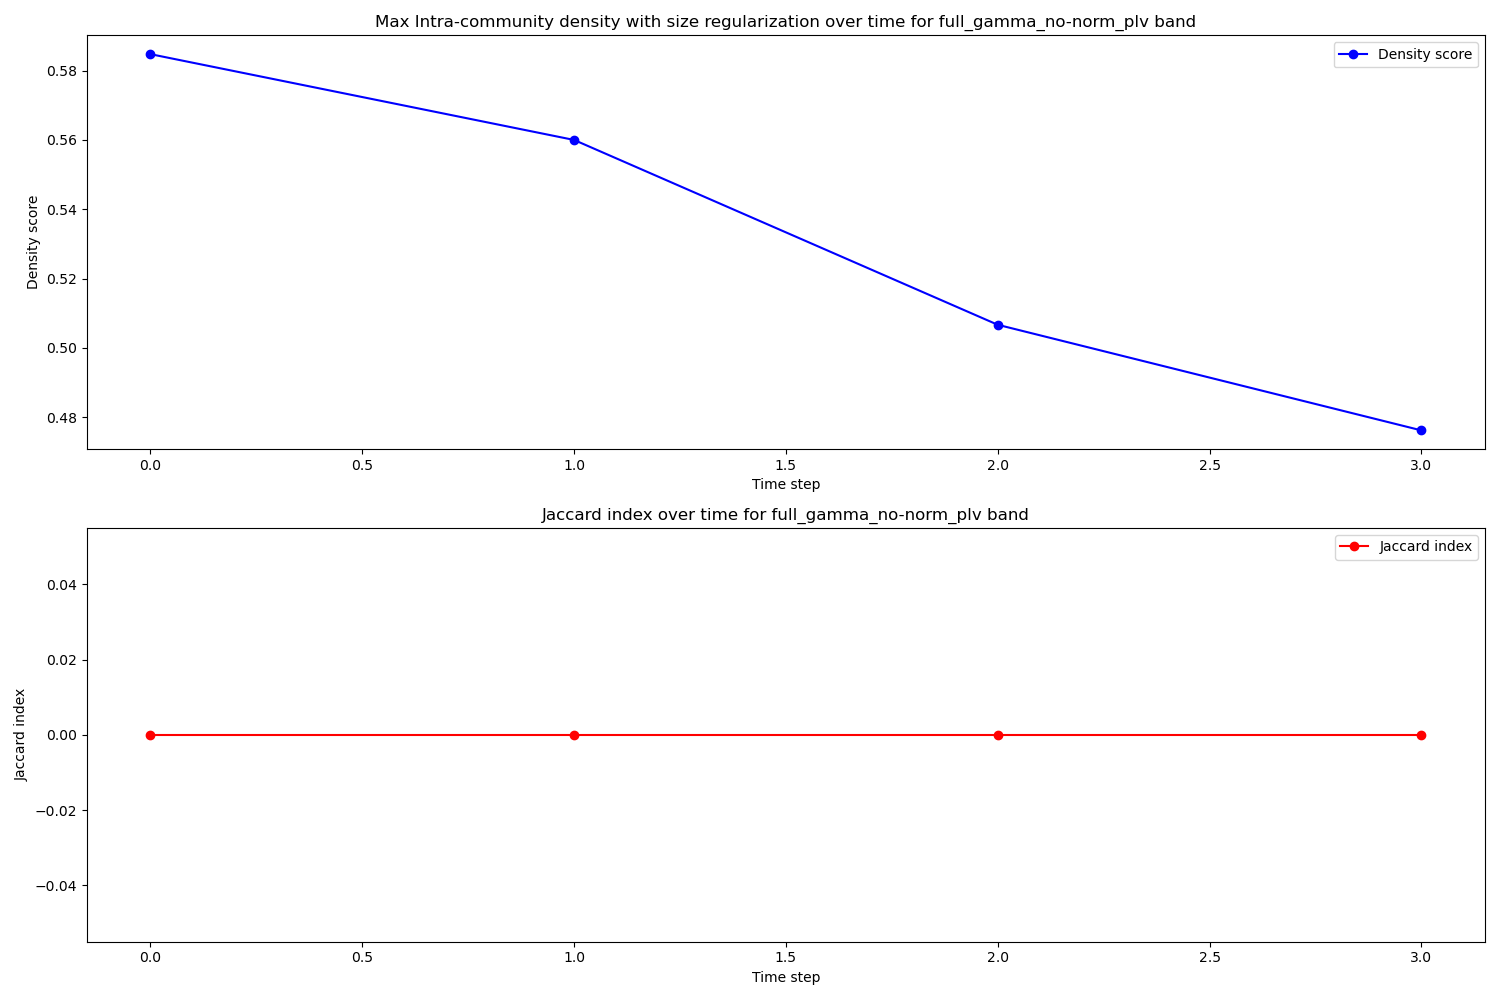 Max Intra-community density with size regularization over time for full_gamma_no-norm_plv band
Density score
0.58
0.56
0.54
0.52
0.50
0.48
Density score
0.0 0.5 1.0 1.5 2.0 2.5 3.0
Time step
Jaccard index over time for full_gamma_no-norm_plv band
Jaccard index
0.04
0.02
0.00
−0.02
−0.04
Jaccard index
0.0 0.5 1.0 1.5 2.0 2.5 3.0
Time step